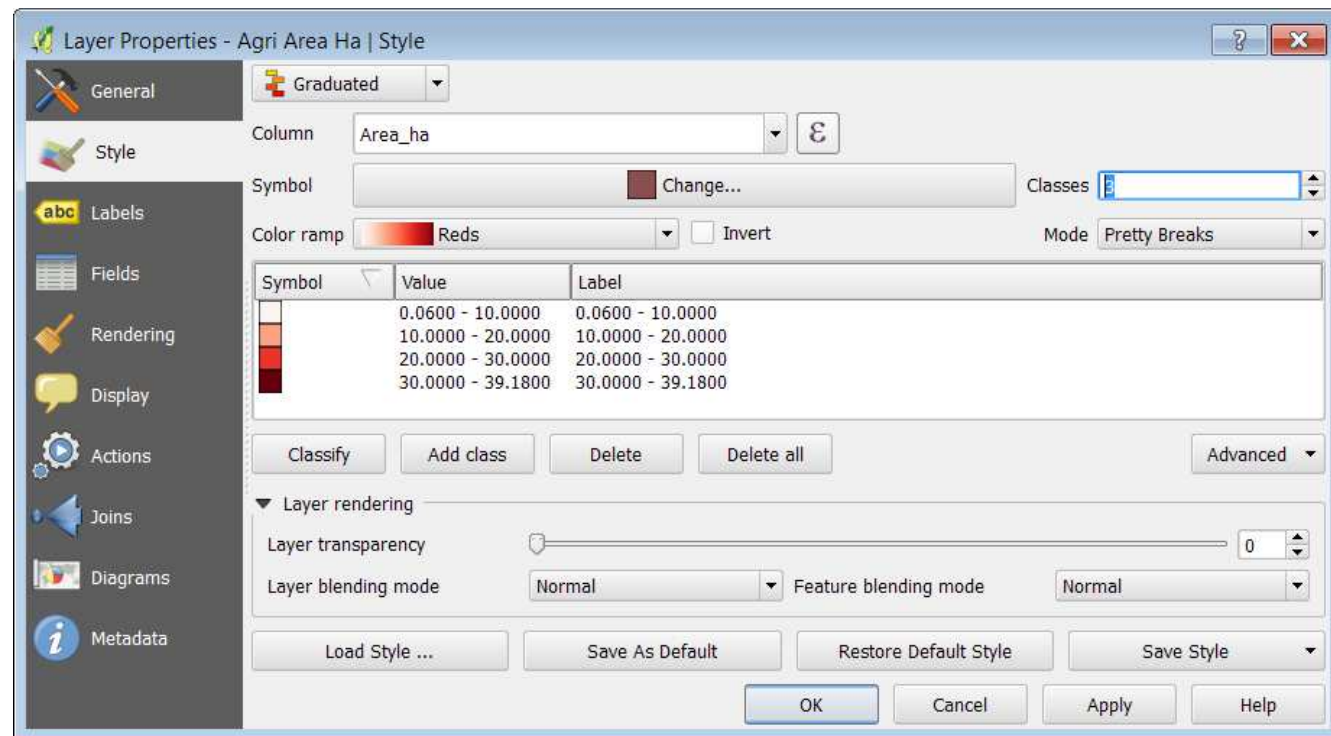 Layer Properties - Agri Area Ha | Style
General
Style
abc Labels
Fields
Rendering
Display
Actions
Joins
Diagrams
Metadata
Graduated
Column Area_ha ε
Symbol Change... Classes 3
Color ramp Reds Invert Mode Pretty Breaks
Symbol Value Label
0.0600 - 10.0000 0.0600 - 10.0000
10.0000 - 20.0000 10.0000 - 20.0000
20.0000 - 30.0000 20.0000 - 30.0000
30.0000 - 39.1800 30.0000 - 39.1800
Classify Add class Delete Delete all Advanced
Layer rendering
Layer transparency 0
Layer blending mode Normal Feature blending mode Normal
Load Style ... Save As Default Restore Default Style Save Style
OK Cancel Apply Help